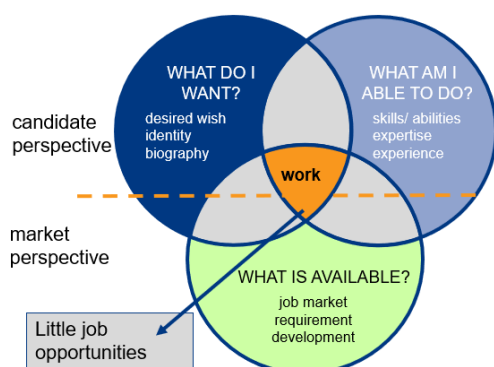 WHAT DO I
WANT?
desired wish
identity
biography
WHAT AM I
ABLE TO DO?
skills/ abilities
expertise
experience
candidate
perspective
work
market
perspective
WHAT IS AVAILABLE?
job market
requirement
development
Little job
opportunities